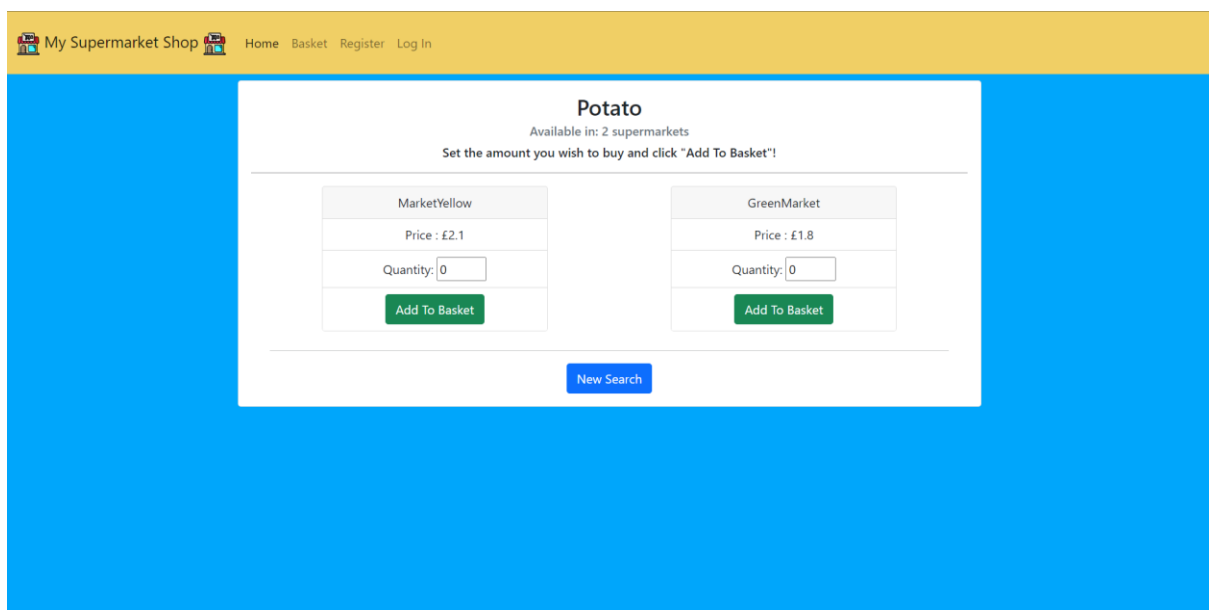 My Supermarket Shop Home Basket Register Log In
Potato
Available in: 2 supermarkets
Set the amount you wish to buy and click "Add To Basket"!
MarketYellow
Price : £2.1
Quantity: 0
Add To Basket
GreenMarket
Price : £1.8
Quantity: 0
Add To Basket
New Search